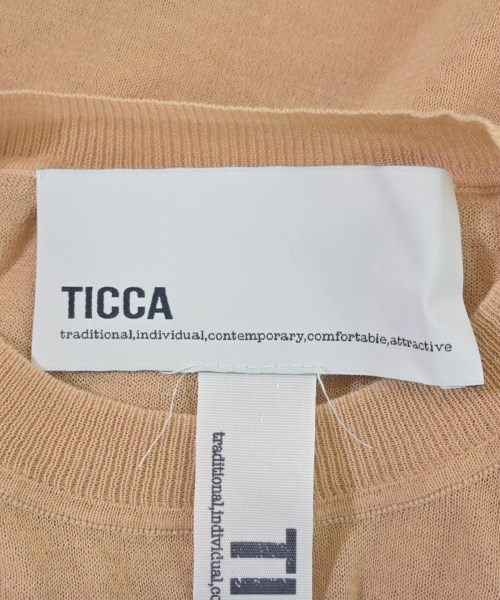 TICCA
traditional,individual,contemporary,comfortable,attractive
traditional,individual,co
TI